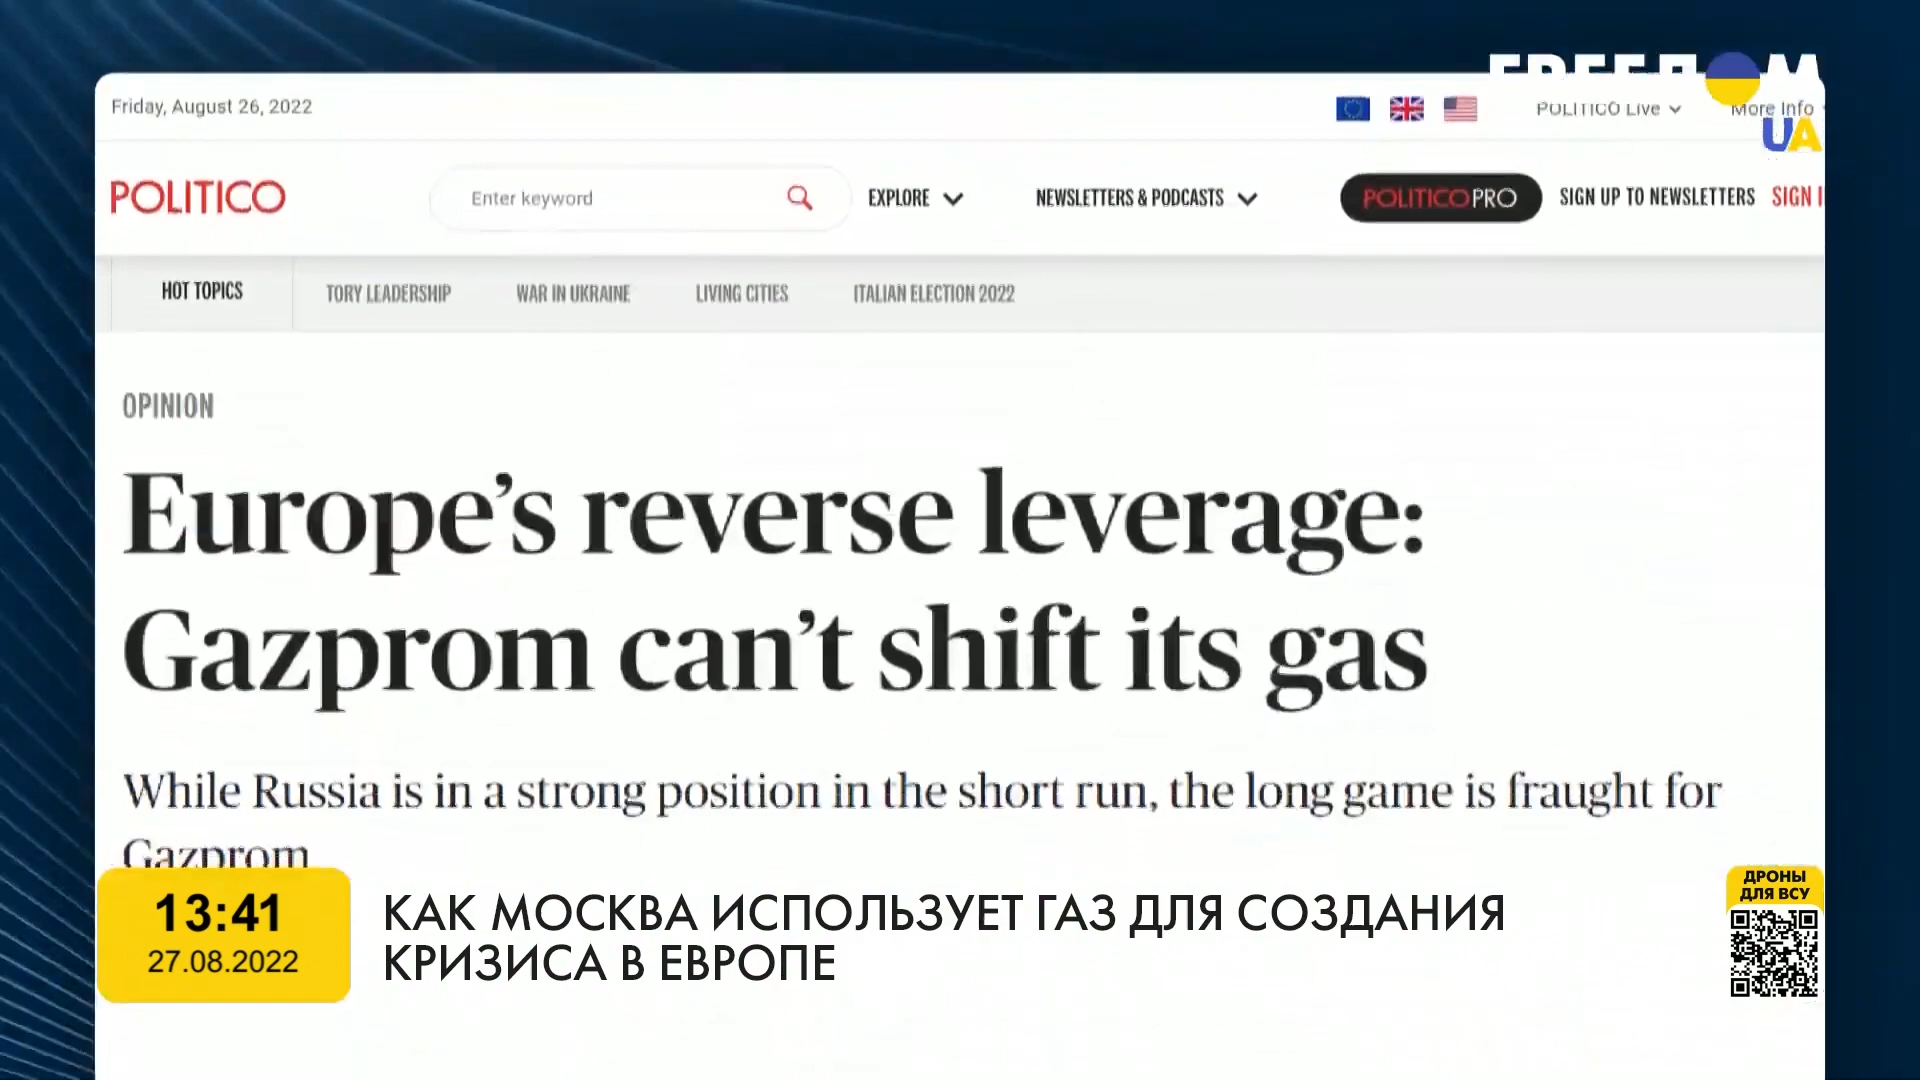 FREEДOM
UA
Friday, August 26, 2022
POLITICO Live
More Info
POLITICO
Enter keyword
EXPLORE
NEWSLETTERS & PODCASTS
POLITICOPRO
SIGN UP TO NEWSLETTERS
SIGN I
HOT TOPICS
TORY LEADERSHIP
WAR IN UKRAINE
LIVING CITIES
ITALIAN ELECTION 2022
OPINION
Europe’s reverse leverage:
Gazprom can’t shift its gas
While Russia is in a strong position in the short run, the long game is fraught for
Gazprom
13:41
27.08.2022
КАК МОСКВА ИСПОЛЬЗУЕТ ГАЗ ДЛЯ СОЗДАНИЯ
КРИЗИСА В ЕВРОПЕ
ДРОНЫ
ДЛЯ ВСУ